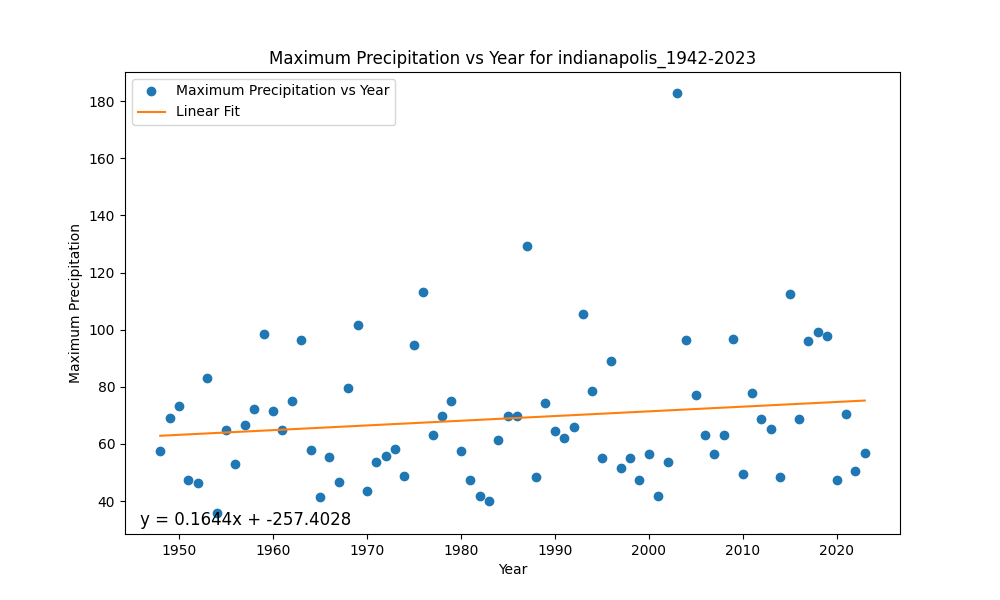 Maximum Precipitation vs Year for indianapolis_1942-2023
Maximum Precipitation vs Year
Linear Fit
180
160
140
120
100
80
60
40
Maximum Precipitation
y = 0.1644x + -257.4028
1950 1960 1970 1980 1990 2000 2010 2020
Year